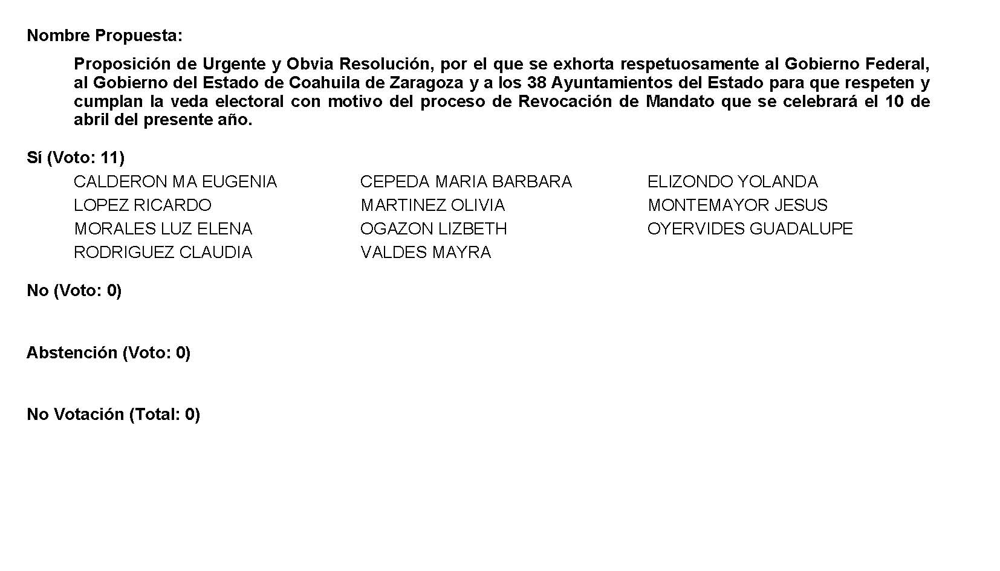 Nombre Propuesta:
Proposición de Urgente y Obvia Resolución, por el que se exhorta respetuosamente al Gobierno Federal,
al Gobierno del Estado de Coahuila de Zaragoza y a los 38 Ayuntamientos del Estado para que respeten y
cumplan la veda electoral con motivo del proceso de Revocación de Mandato que se celebrará el 10 de
abril del presente año.
Sí (Voto: 11)
CALDERON MA EUGENIA CEPEDA MARIA BARBARA ELIZONDO YOLANDA
LOPEZ RICARDO MARTINEZ OLIVIA MONTEMAYOR JESUS
MORALES LUZ ELENA OGAZON LIZBETH OYERVIDES GUADALUPE
RODRIGUEZ CLAUDIA VALDES MAYRA
No (Voto: 0)
Abstención (Voto: 0)
No Votación (Total: 0)